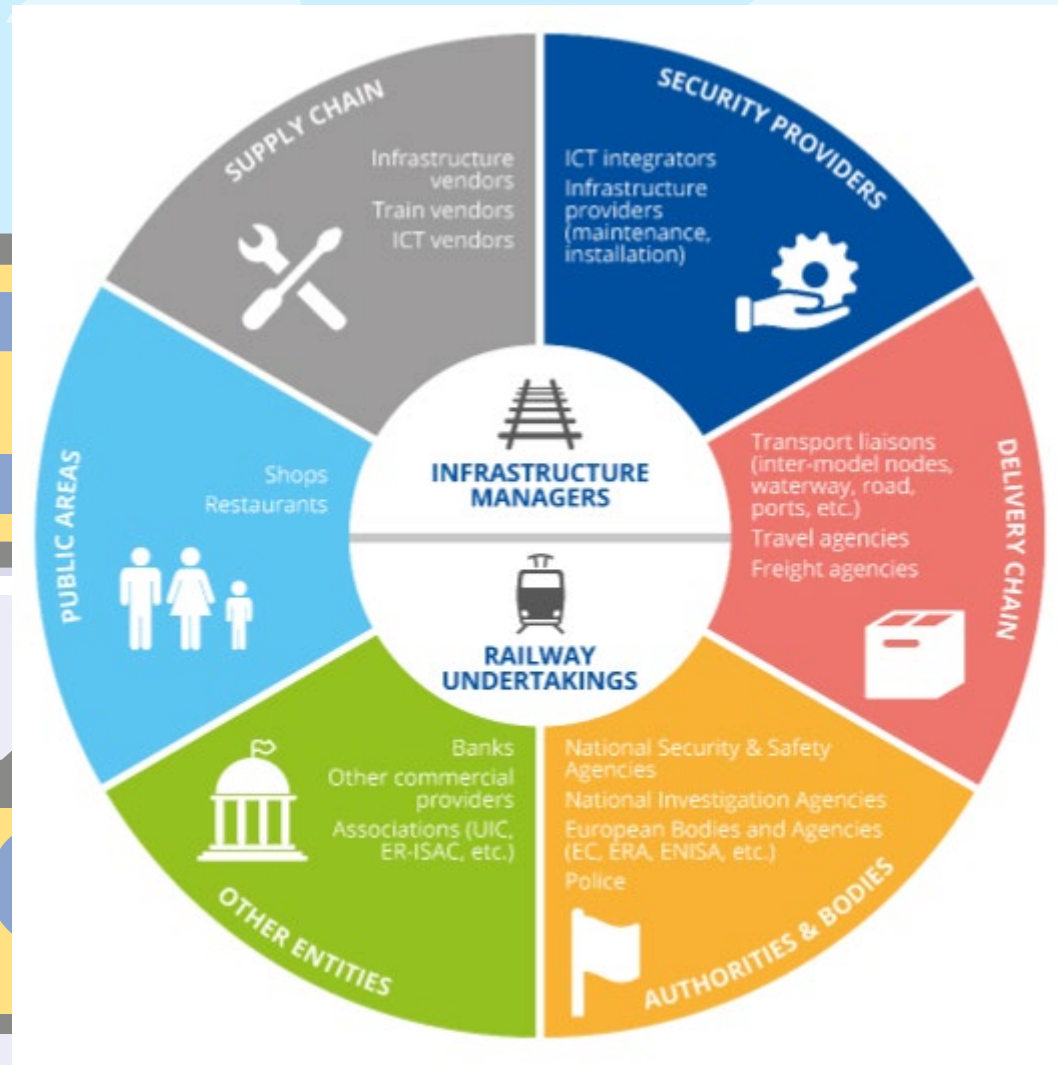 SUPPLY CHAIN
Infrastructure
vendors
Train vendors
ICT vendors
SECURITY PROVIDERS
ICT integrators
Infrastructure
providers
(maintenance,
installation)
DELIVERY CHAIN
Transport liaisons
(inter-model nodes,
waterway, road,
ports, etc.)
Travel agencies
Freight agencies
AUTHORITIES & BODIES
National Security & Safety
Agencies
National Investigation Agencies
European Bodies and Agencies
(EC, ERA, ENISA, etc.)
Police
OTHER ENTITIES
Banks
Other commercial
providers
Associations (UIC,
ER-ISAC, etc.)
PUBLIC AREAS
Shops
Restaurants
INFRASTRUCTURE
MANAGERS
RAILWAY
UNDERTAKINGS